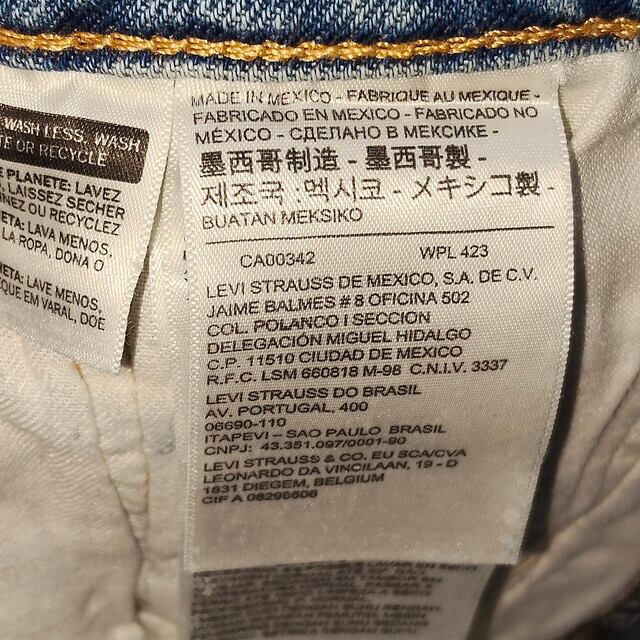 WASH LESS, WASH
TE OR RECYCLE
E PLANETE: LAVEZ
LAISSEZ SECHER
NEZ OU RECYCLEZ
ETA: LAVA MENOS,
LA ROPA, DONA O
ETA: LAVE MENOS,
QUE EM VARAL, DOE
MADE IN MEXICO - FABRIQUE AU MEXIQUE -
FABRICADO EN MEXICO - FABRICADO NO
MÉXICO - СДЕЛАНО В МЕКСИКЕ -
墨西哥制造 - 墨西哥製 -
제조국 :멕시코 - メキシコ製 -
BUATAN MEKSIKO
CA00342 WPL 423
LEVI STRAUSS DE MEXICO, S.A. DE C.V.
JAIME BALMES # 8 OFICINA 502
COL. POLANCO I SECCION
DELEGACIÓN MIGUEL HIDALGO
C.P. 11510 CIUDAD DE MEXICO
R.F.C. LSM 660818 M-98 C.N.I.V. 3337
LEVI STRAUSS DO BRASIL
AV. PORTUGAL, 400
06690-110
ITAPEVI - SAO PAULO BRASIL
CNPJ: 43.351.097/0001-90
LEVI STRAUSS & CO. EU SCA/CVA
LEONARDO DA VINCILAAN, 19 - D
1831 DIEGEM, BELGIUM
CIF A 08296606